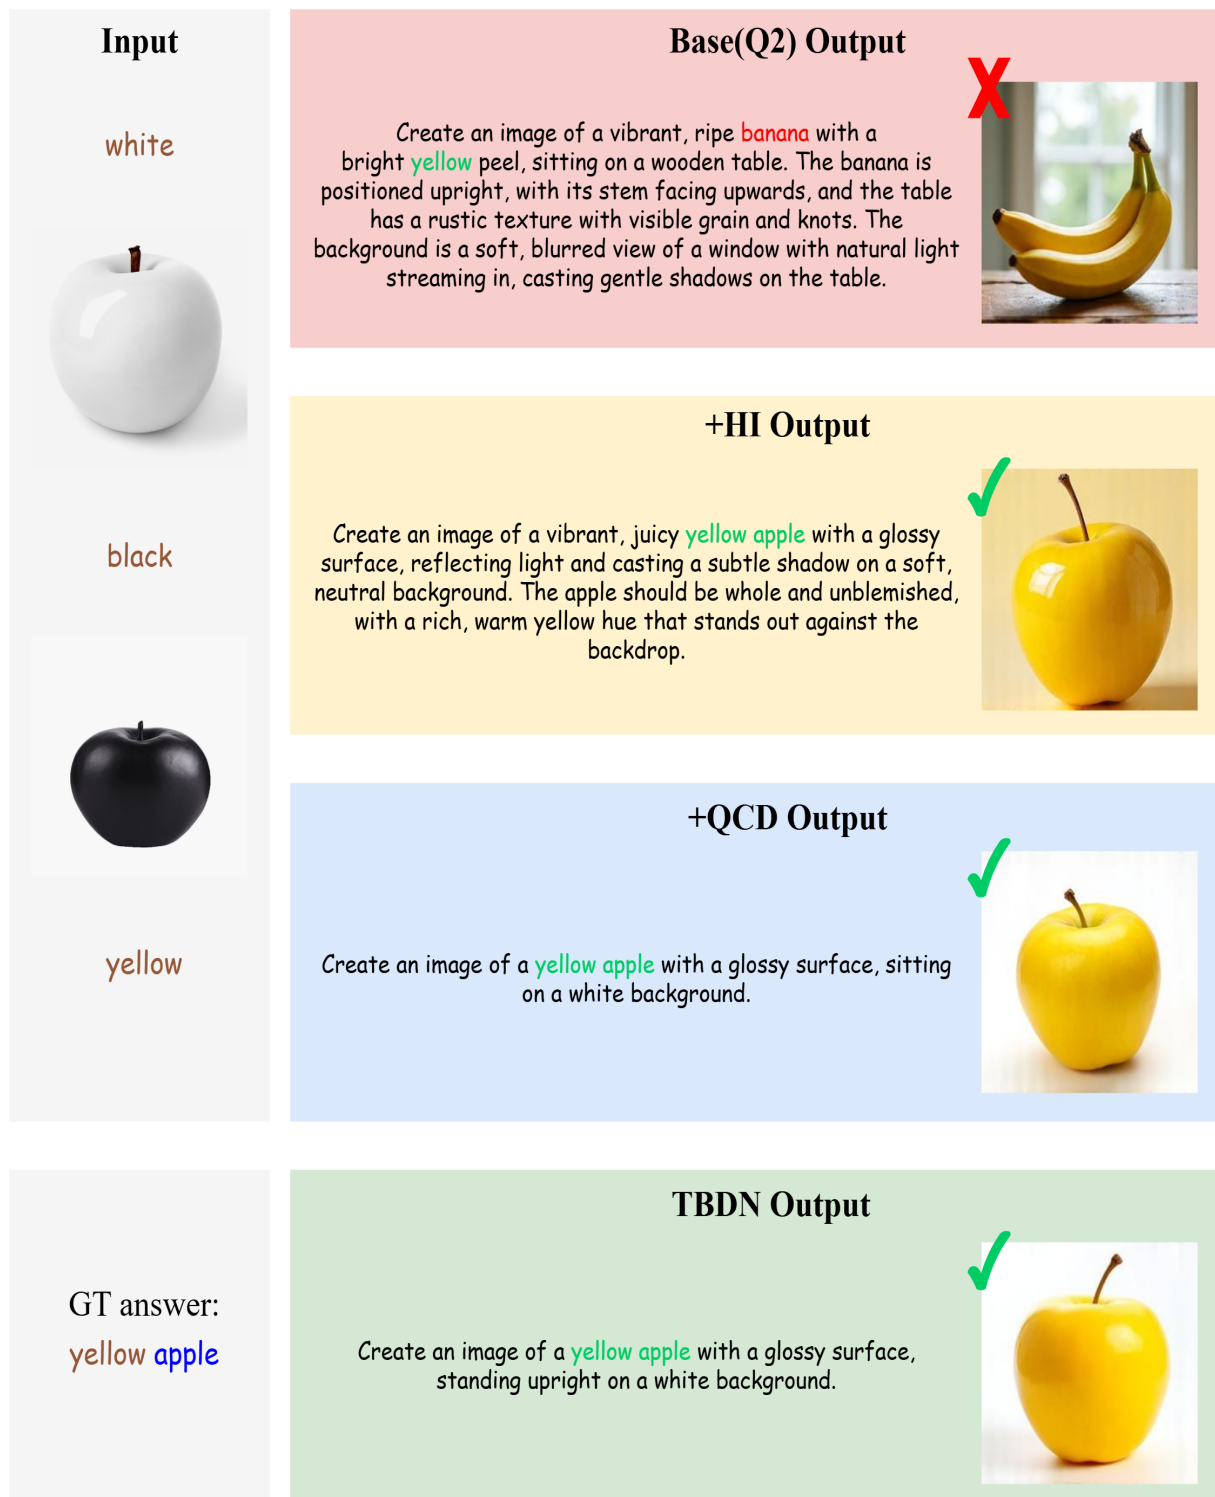 Input
white
black
yellow
GT answer:
yellow apple
Base(Q2) Output
X
Create an image of a vibrant, ripe banana with a
bright yellow peel, sitting on a wooden table. The banana is
positioned upright, with its stem facing upwards, and the table
has a rustic texture with visible grain and knots. The
background is a soft, blurred view of a window with natural light
streaming in, casting gentle shadows on the table.
+HI Output
Create an image of a vibrant, juicy yellow apple with a glossy
surface, reflecting light and casting a subtle shadow on a soft,
neutral background. The apple should be whole and unblemished,
with a rich, warm yellow hue that stands out against the
backdrop.
+QCD Output
Create an image of a yellow apple with a glossy surface, sitting
on a white background.
TBDN Output
Create an image of a yellow apple with a glossy surface,
standing upright on a white background.